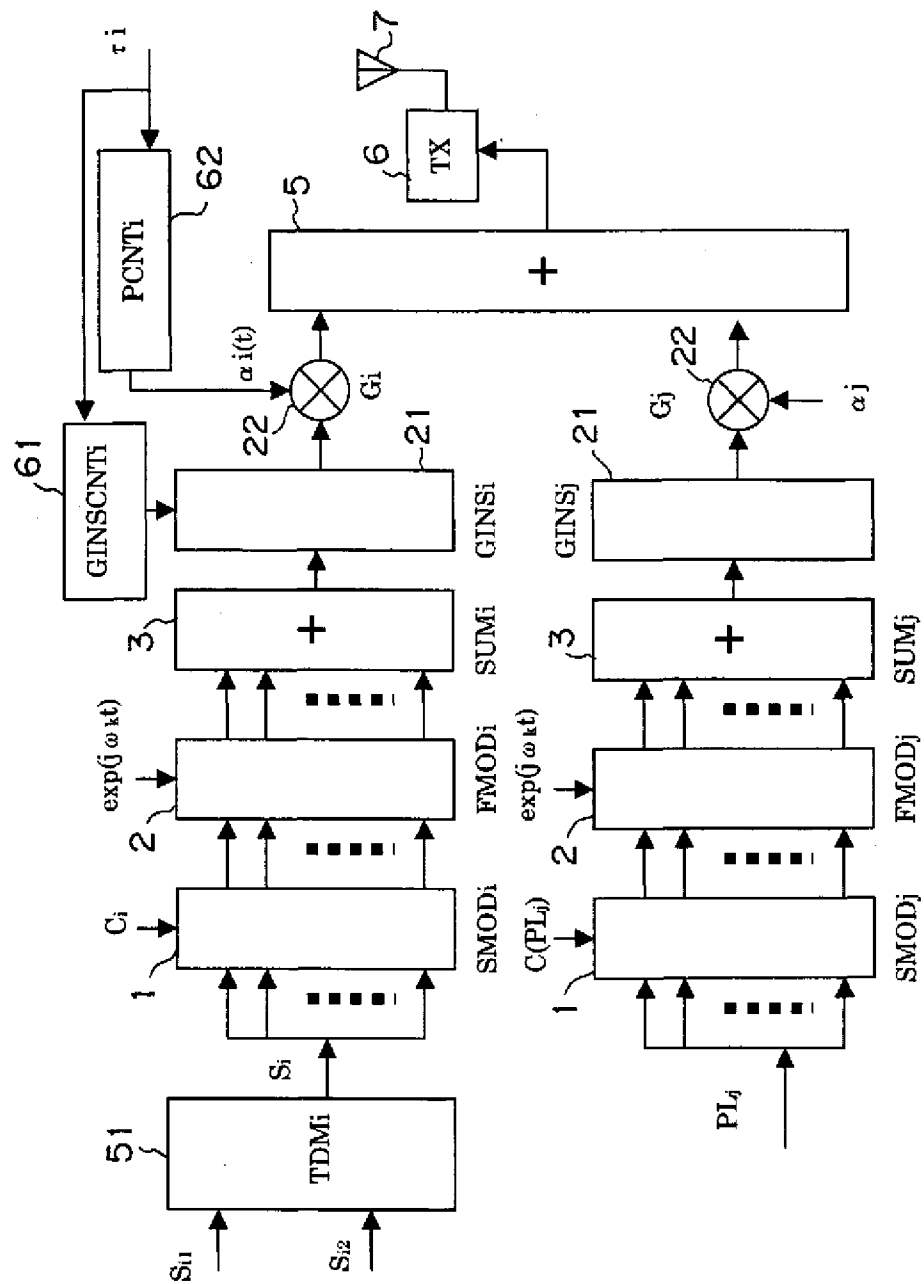 τi
61
GINSCNTi
PCNTi
62
αi(t)
7
6
TX
5
+
Si1
Si2
51
TDMi
Si
Ci
1
SMODi
exp(jωkt)
2
FMODi
3
+
SUMi
21
GINSi
22
Gi
PLj
C(PLj)
1
SMODj
exp(jωkt)
2
FMODj
3
+
SUMj
21
GINSj
22
Gj
αj